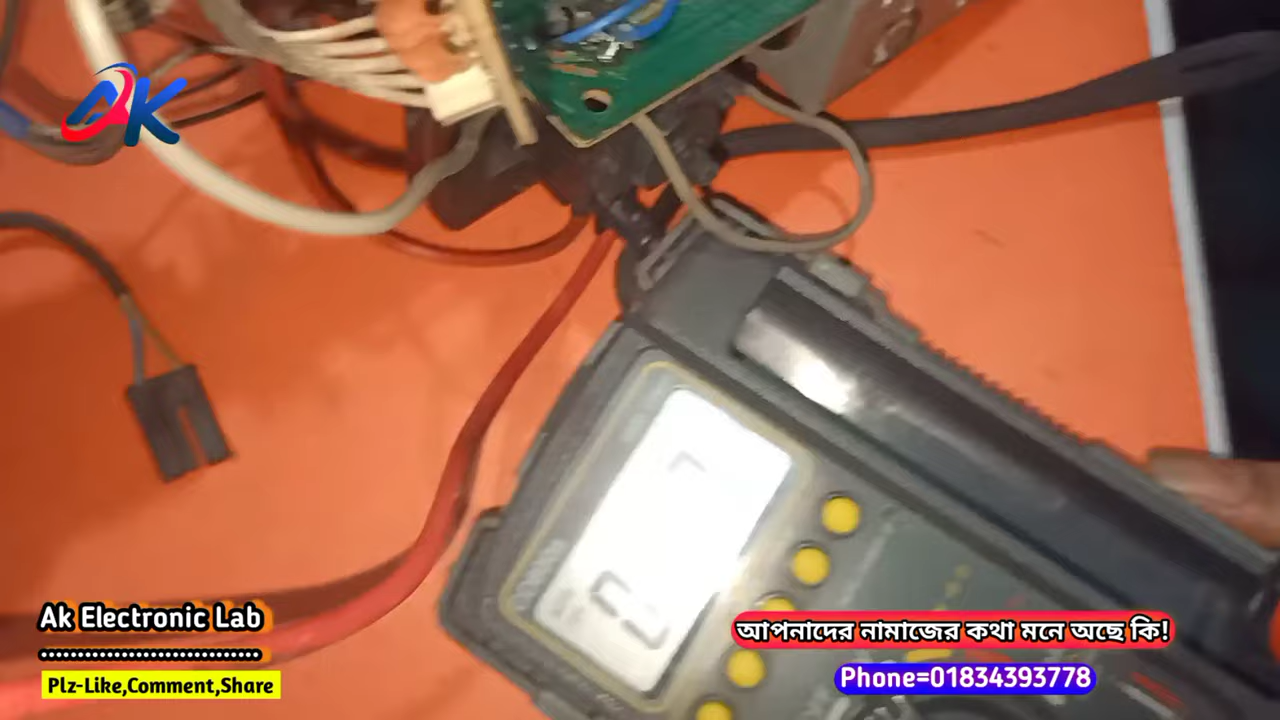 AK
Ak Electronic Lab
Plz-Like,Comment,Share
আপনাদের নামাজের কথা মনে অছে কি!
Phone=01834393778